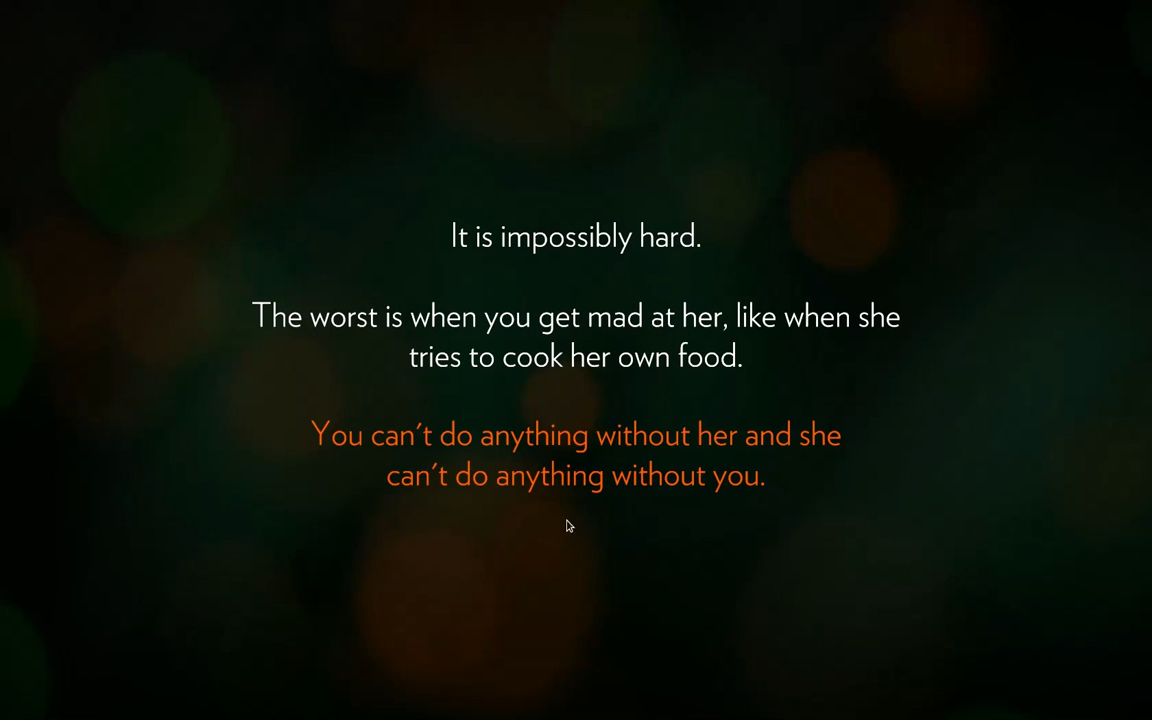 It is impossibly hard.
The worst is when you get mad at her, like when she
tries to cook her own food.
You can't do anything without her and she
can't do anything without you.